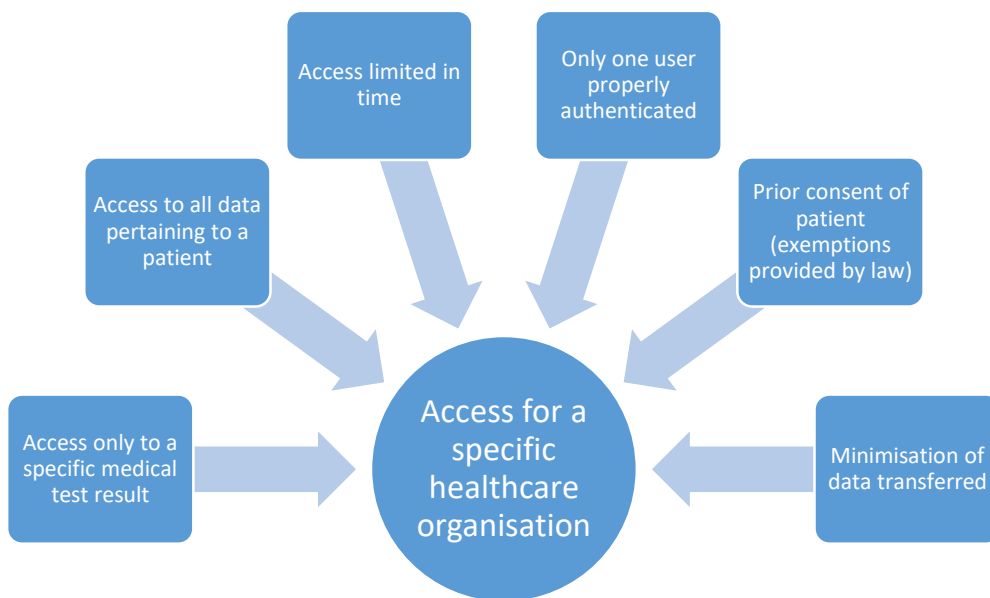 Access limited in
time
Only one user
properly
authenticated
Access to all data
pertaining to a
patient
Prior consent of
patient
(exemptions
provided by law)
Access only to a
specific medical
test result
Access for a
specific
healthcare
organisation
Minimisation of
data transferred